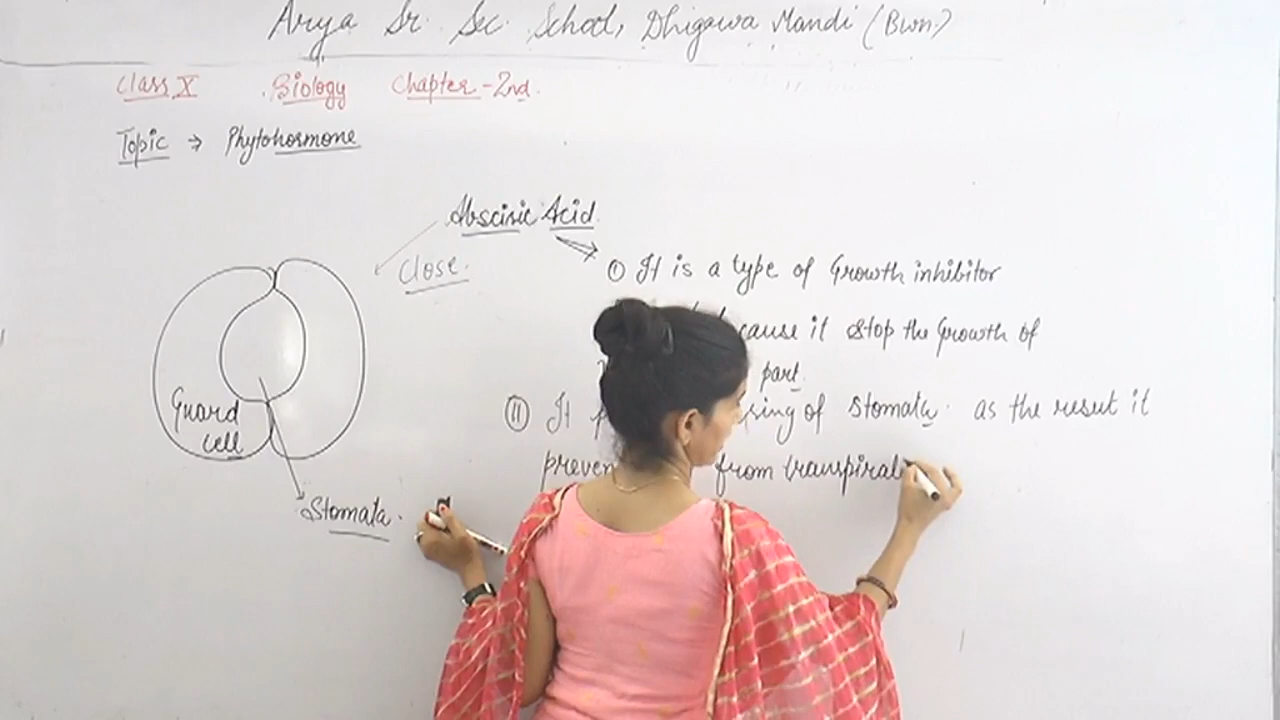 Arya Sr. Sc. School, Dhigawa Mandi (Bwn)
Class X Biology Chapter-2nd.
Topic → Phytohormone
Abscisic Acid.
Close.
① It is a type of Growth inhibitor
cause it stop the Growth of
part.
Guard
cell
⑪ It sing of Stomata. as the result it
preven from transpirat
Stomata.